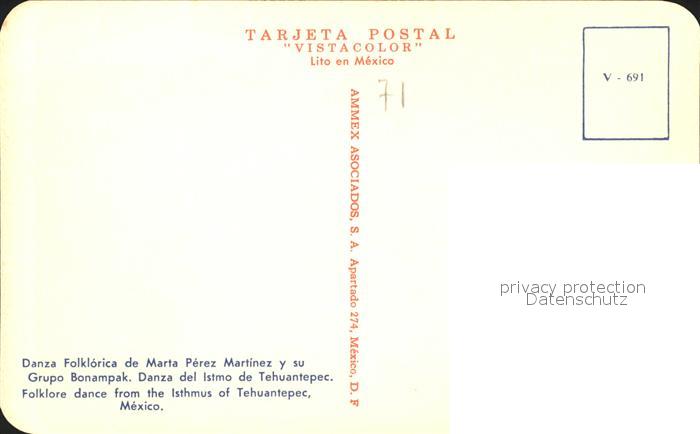 TARJETA POSTAL
"VISTACOLOR"
Lito en México
V - 691
71
AMMEX ASOCIADOS, S. A. Apartado 274, México, D. F
privacy protection
Datenschutz
Danza Folklórica de Marta Pérez Martínez y su
Grupo Bonampak. Danza del Istmo de Tehuantepec.
Folklore dance from the Isthmus of Tehuantepec,
México.